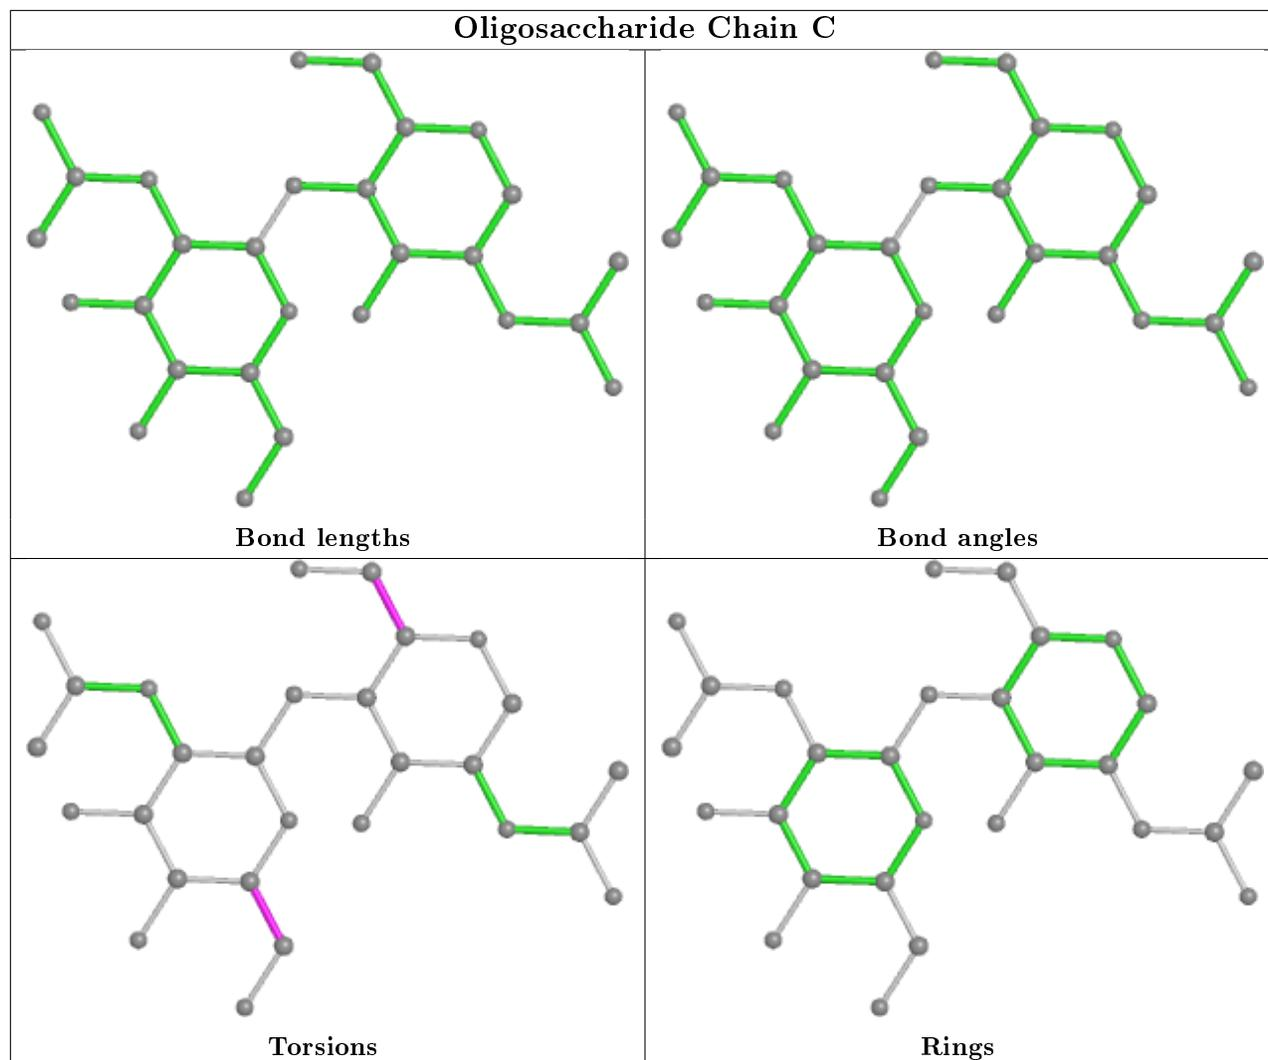 Oligosaccharide Chain C
Bond lengths
Bond angles
Torsions
Rings